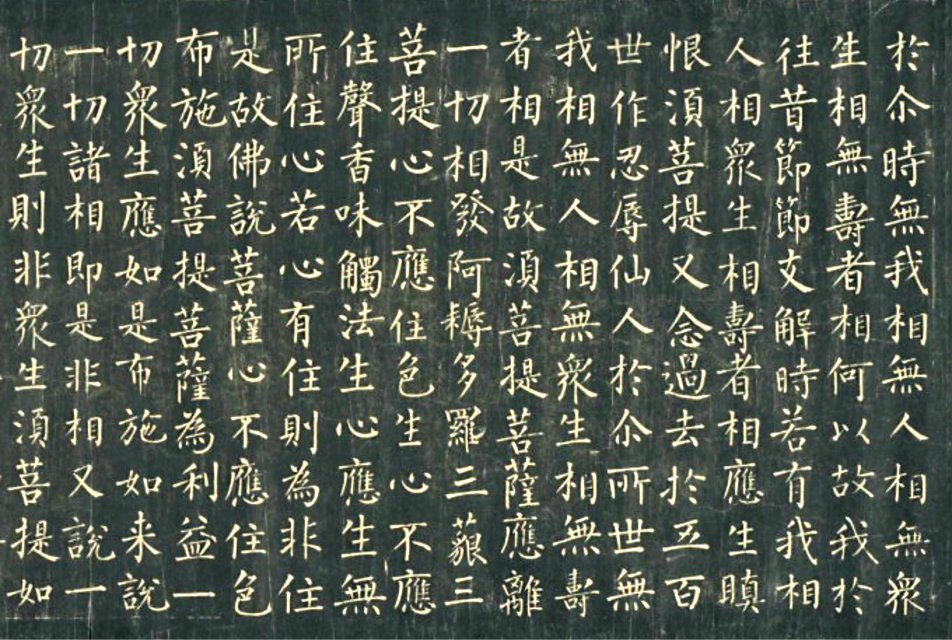 於尒時無我相無人相無衆
生相無壽者相何以故我於
往昔節節支解時若有我相
人相衆生相壽者相應生瞋
恨須菩提又念過去於五百
世作忍辱仙人於尒所世無
我相無人相無衆生相無壽
者相是故須菩提菩薩應離
一切相發阿耨多羅三藐三
菩提心不應住色生心不應
住聲香味觸法生心應生無
所住心若心有住則為非住
是故佛說菩薩心不應住色
布施須菩提菩薩為利益一
切衆生應如是布施如来說
一切諸相即是非相又說一
切衆生則非衆生須菩提如